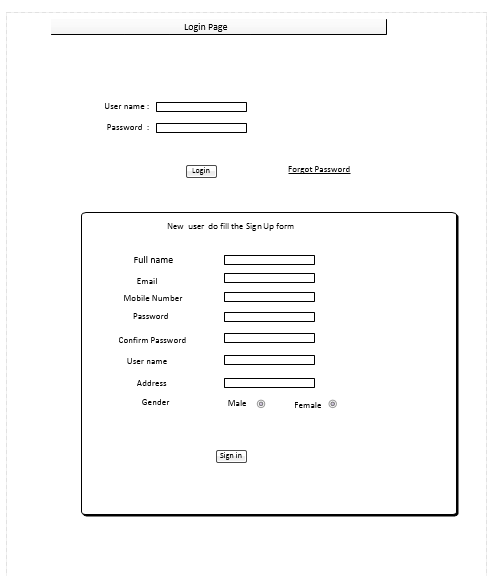 Login Page
User name :
Password :
Login Forgot Password
New user do fill the Sign Up form
Full name
Email
Mobile Number
Password
Confirm Password
User name
Address
Gender Male Female
Sign in